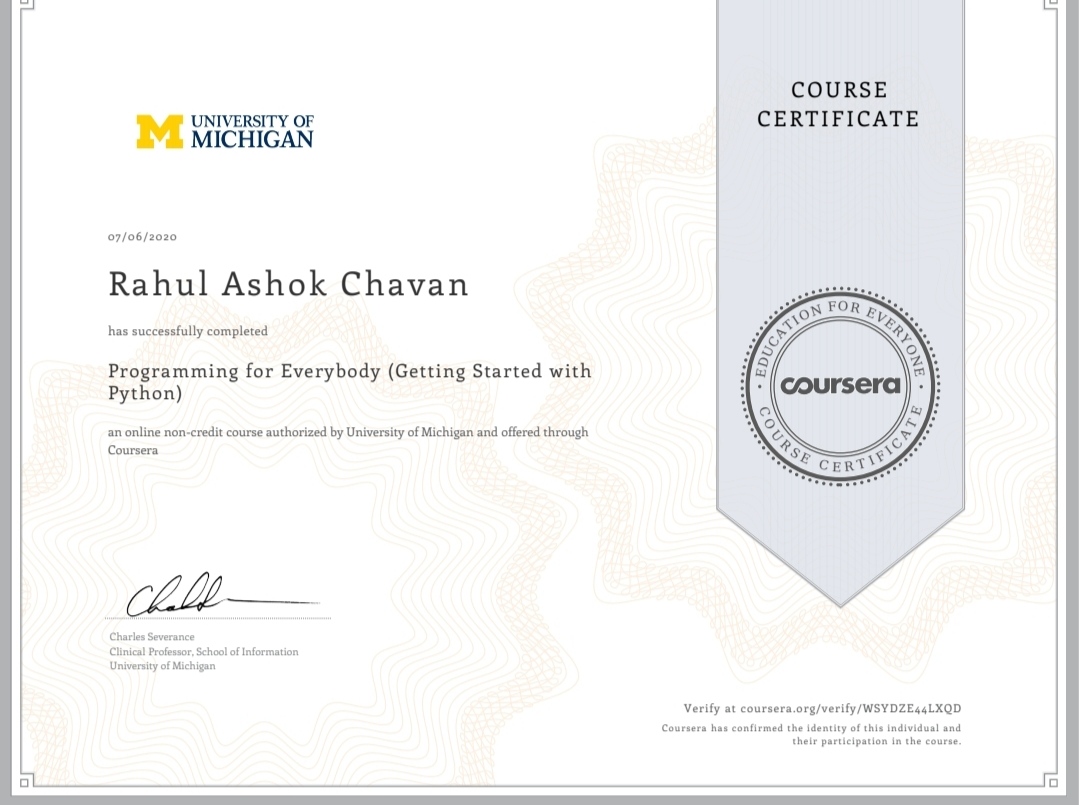 COURSE
CERTIFICATE
UNIVERSITY OF
MICHIGAN
07/06/2020
Rahul Ashok Chavan
has successfully completed
Programming for Everybody (Getting Started with
Python)
an online non-credit course authorized by University of Michigan and offered through
Coursera
EDUCATION FOR EVERYONE
coursera
COURSE CERTIFICATE
Charles Severance
Clinical Professor, School of Information
University of Michigan
Verify at coursera.org/verify/WSYDZE44LXQD
Coursera has confirmed the identity of this individual and
their participation in the course.